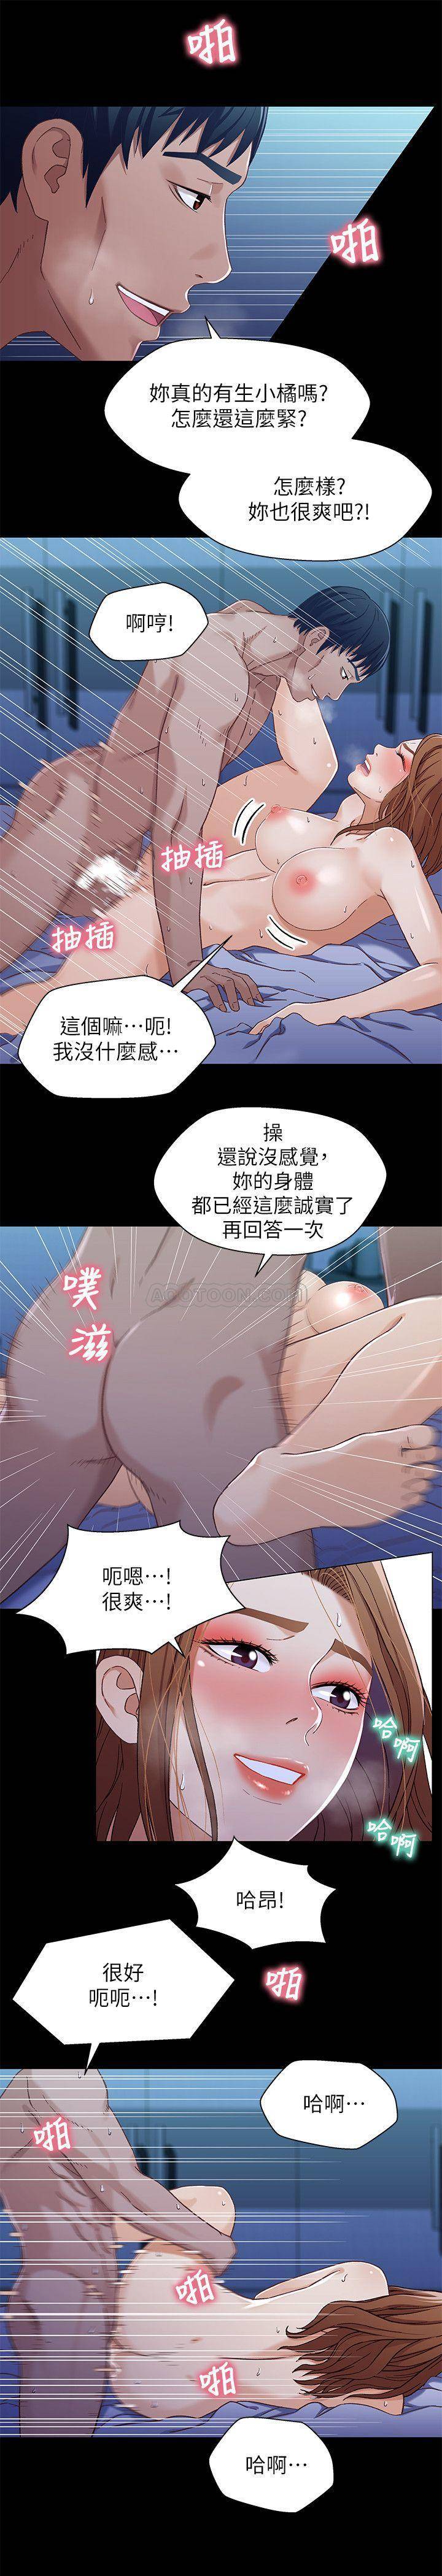 啪
啪
妳真的有生小橘嗎?
怎麼還這麼緊?
怎麼樣?
妳也很爽吧?!
啊哼!
抽插
抽插
這個嘛⋯呃!
我沒什麼感⋯
操
還說沒感覺,
妳的身體
都已經這麼誠實了
再回答一次
噗
滋
呃嗯⋯!
很爽⋯!
哈
啊
哈
啊
哈昂!
啪
很好
呃呃⋯!
哈啊⋯
啪
啪
啪
哈啊⋯